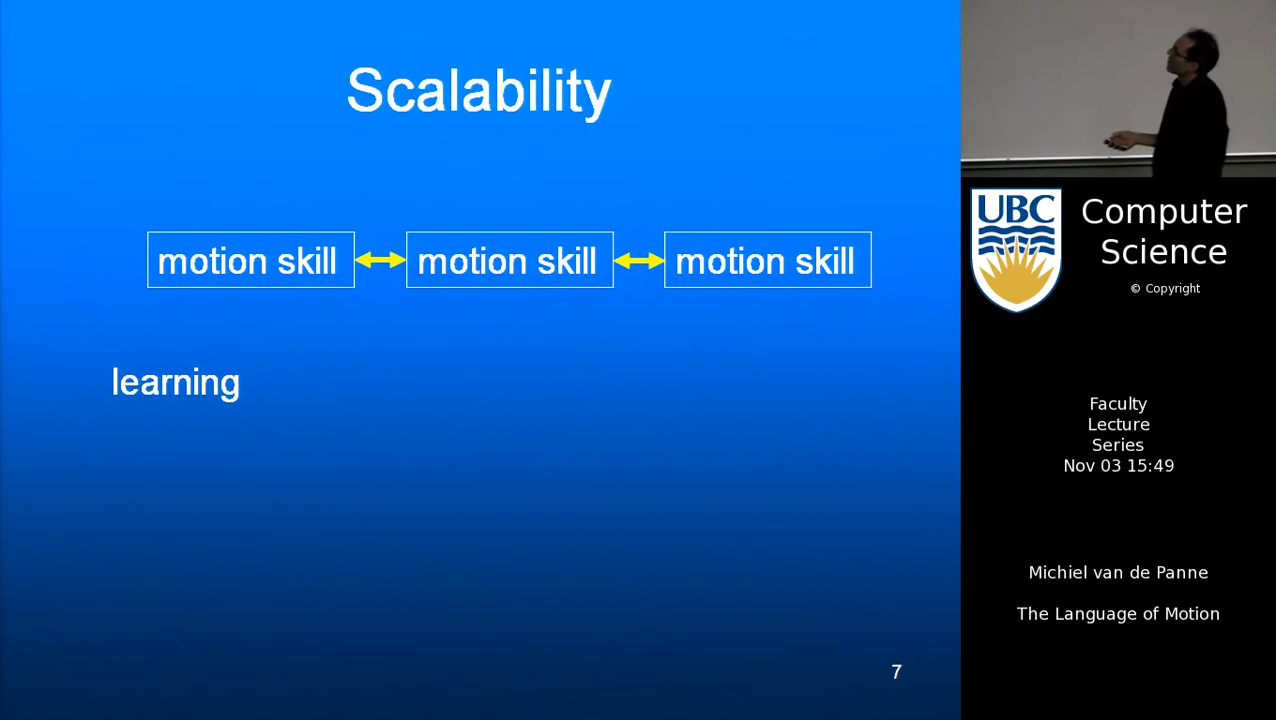 Scalability
motion skill
motion skill
motion skill
learning
7
UBC
Computer
Science
© Copyright
Faculty
Lecture
Series
Nov 03 15:49
Michiel van de Panne
The Language of Motion